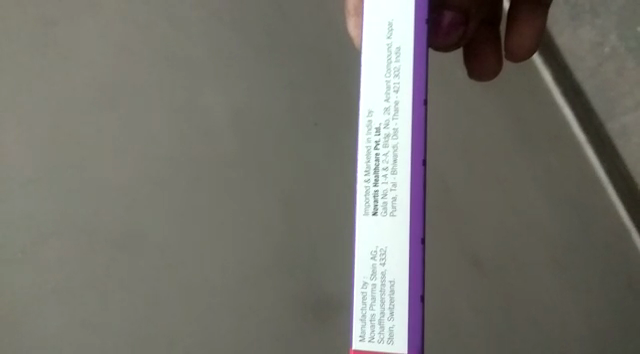 Manufactured by :
Novartis Pharma Stein AG.,
Schaffhauserstrasse, 4332,
Stein, Switzerland.
Imported & Marketed in India by
Novartis Healthcare Pvt. Ltd.,
Gala No. 1-A & 2-A, Bldg. No. 28, Arihant Compound, Kopar,
Purna, Tal - Bhiwandi, Dist - Thane - 421 302, India